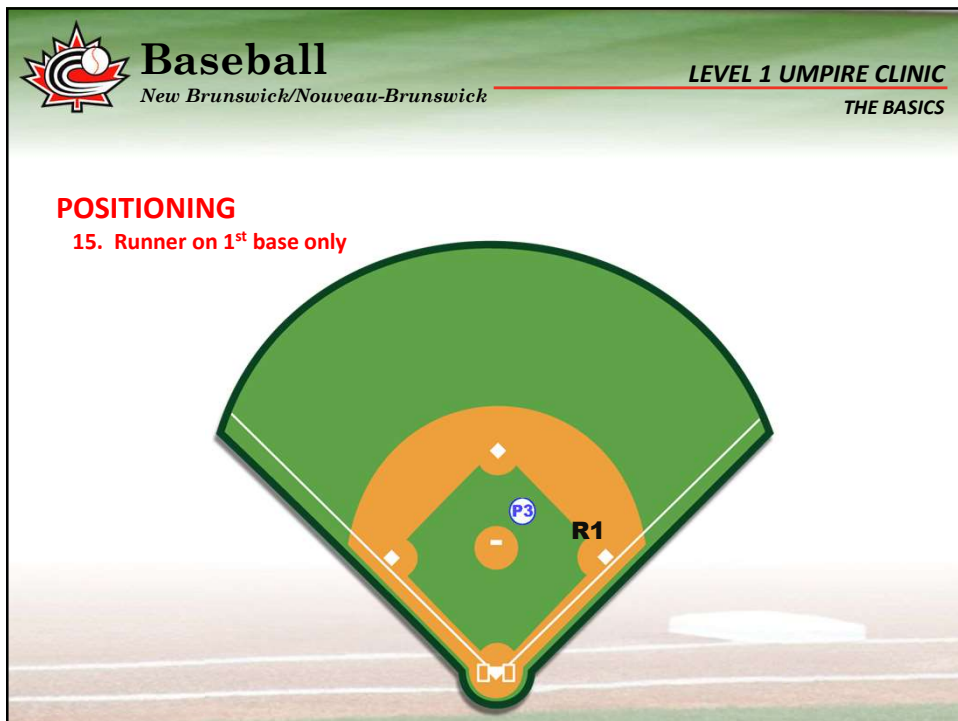 Baseball
New Brunswick/Nouveau-Brunswick
LEVEL 1 UMPIRE CLINIC
THE BASICS
POSITIONING
15. Runner on 1st base only
P3
R1